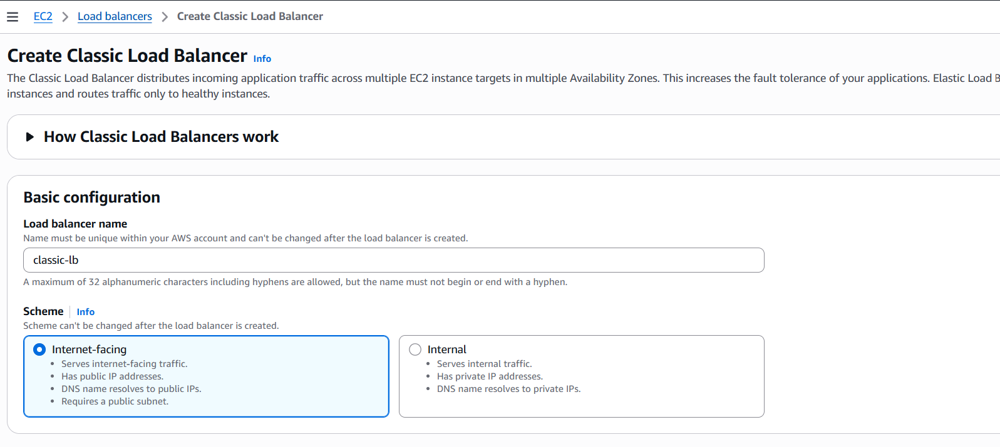 EC2 > Load balancers > Create Classic Load Balancer
Create Classic Load Balancer Info
The Classic Load Balancer distributes incoming application traffic across multiple EC2 instance targets in multiple Availability Zones. This increases the fault tolerance of your applications. Elastic Load
instances and routes traffic only to healthy instances.
How Classic Load Balancers work
Basic configuration
Load balancer name
Name must be unique within your AWS account and can't be changed after the load balancer is created.
classic-lb
A maximum of 32 alphanumeric characters including hyphens are allowed, but the name must not begin or end with a hyphen.
Scheme Info
Scheme can't be changed after the load balancer is created.
Internet-facing
• Serves internet-facing traffic.
• Has public IP addresses.
• DNS name resolves to public IPs.
• Requires a public subnet.
Internal
• Serves internal traffic.
• Has private IP addresses.
• DNS name resolves to private IPs.